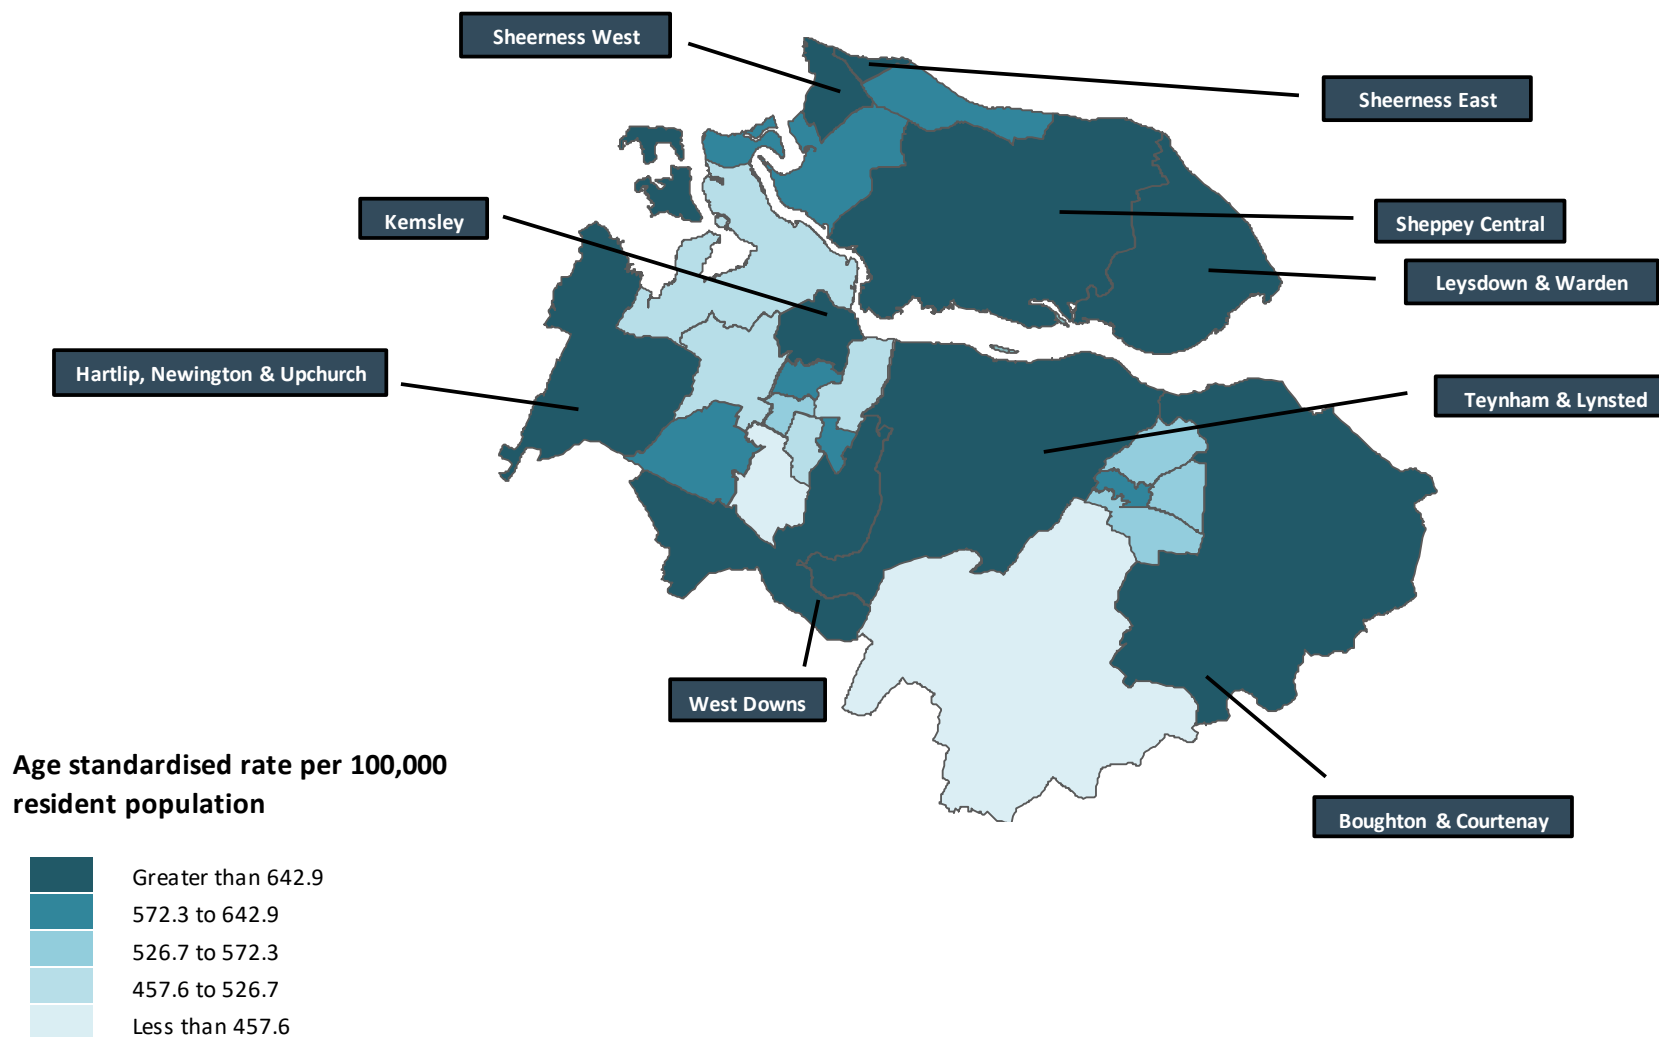 Sheerness West
Sheerness East
Kemsley
Sheppey Central
Leysdown & Warden
Hartlip, Newington & Upchurch
Teynham & Lynsted
West Downs
Boughton & Courtenay
Age standardised rate per 100,000
resident population
Greater than 642.9
572.3 to 642.9
526.7 to 572.3
457.6 to 526.7
Less than 457.6